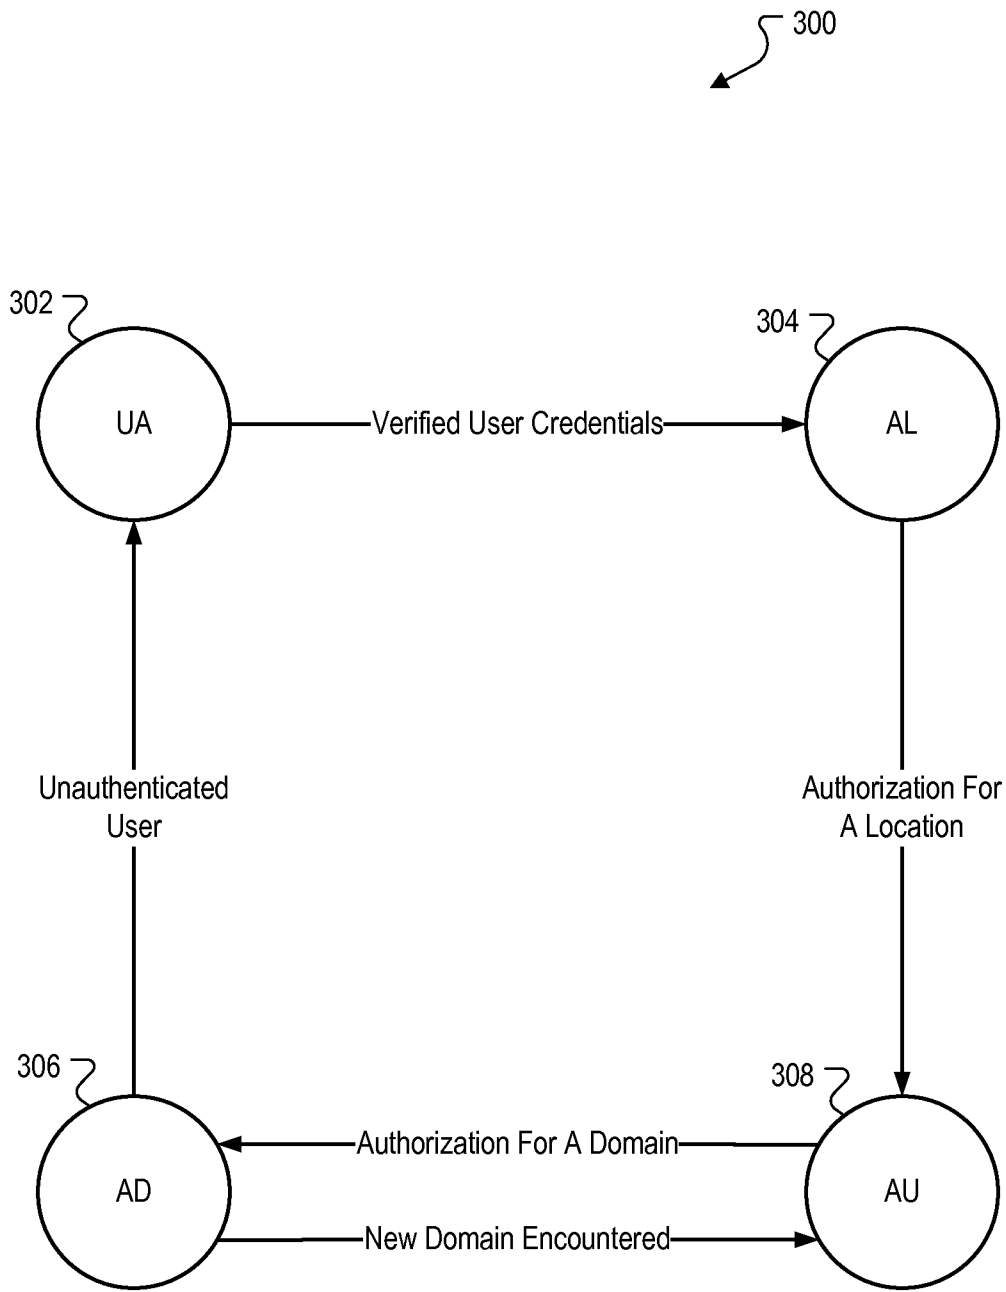 300
302
304
UA
Verified User Credentials
AL
Unauthenticated
User
Authorization For
A Location
306
308
Authorization For A Domain
AD
AU
New Domain Encountered